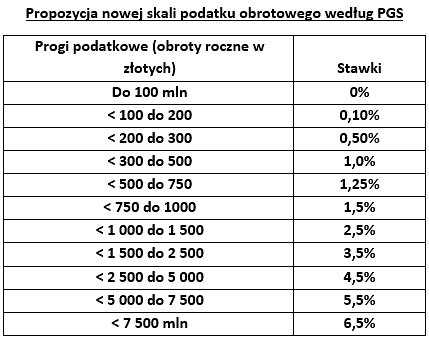 Propozycja nowej skali podatku obrotowego według PGS
Progi podatkowe (obroty roczne w
złotych) Stawki
Do 100 mln 0%
< 100 do 200 0,10%
< 200 do 300 0,50%
< 300 do 500 1,0%
< 500 do 750 1,25%
< 750 do 1000 1,5%
< 1 000 do 1 500 2,5%
< 1 500 do 2 500 3,5%
< 2 500 do 5 000 4,5%
< 5 000 do 7 500 5,5%
< 7 500 mln 6,5%